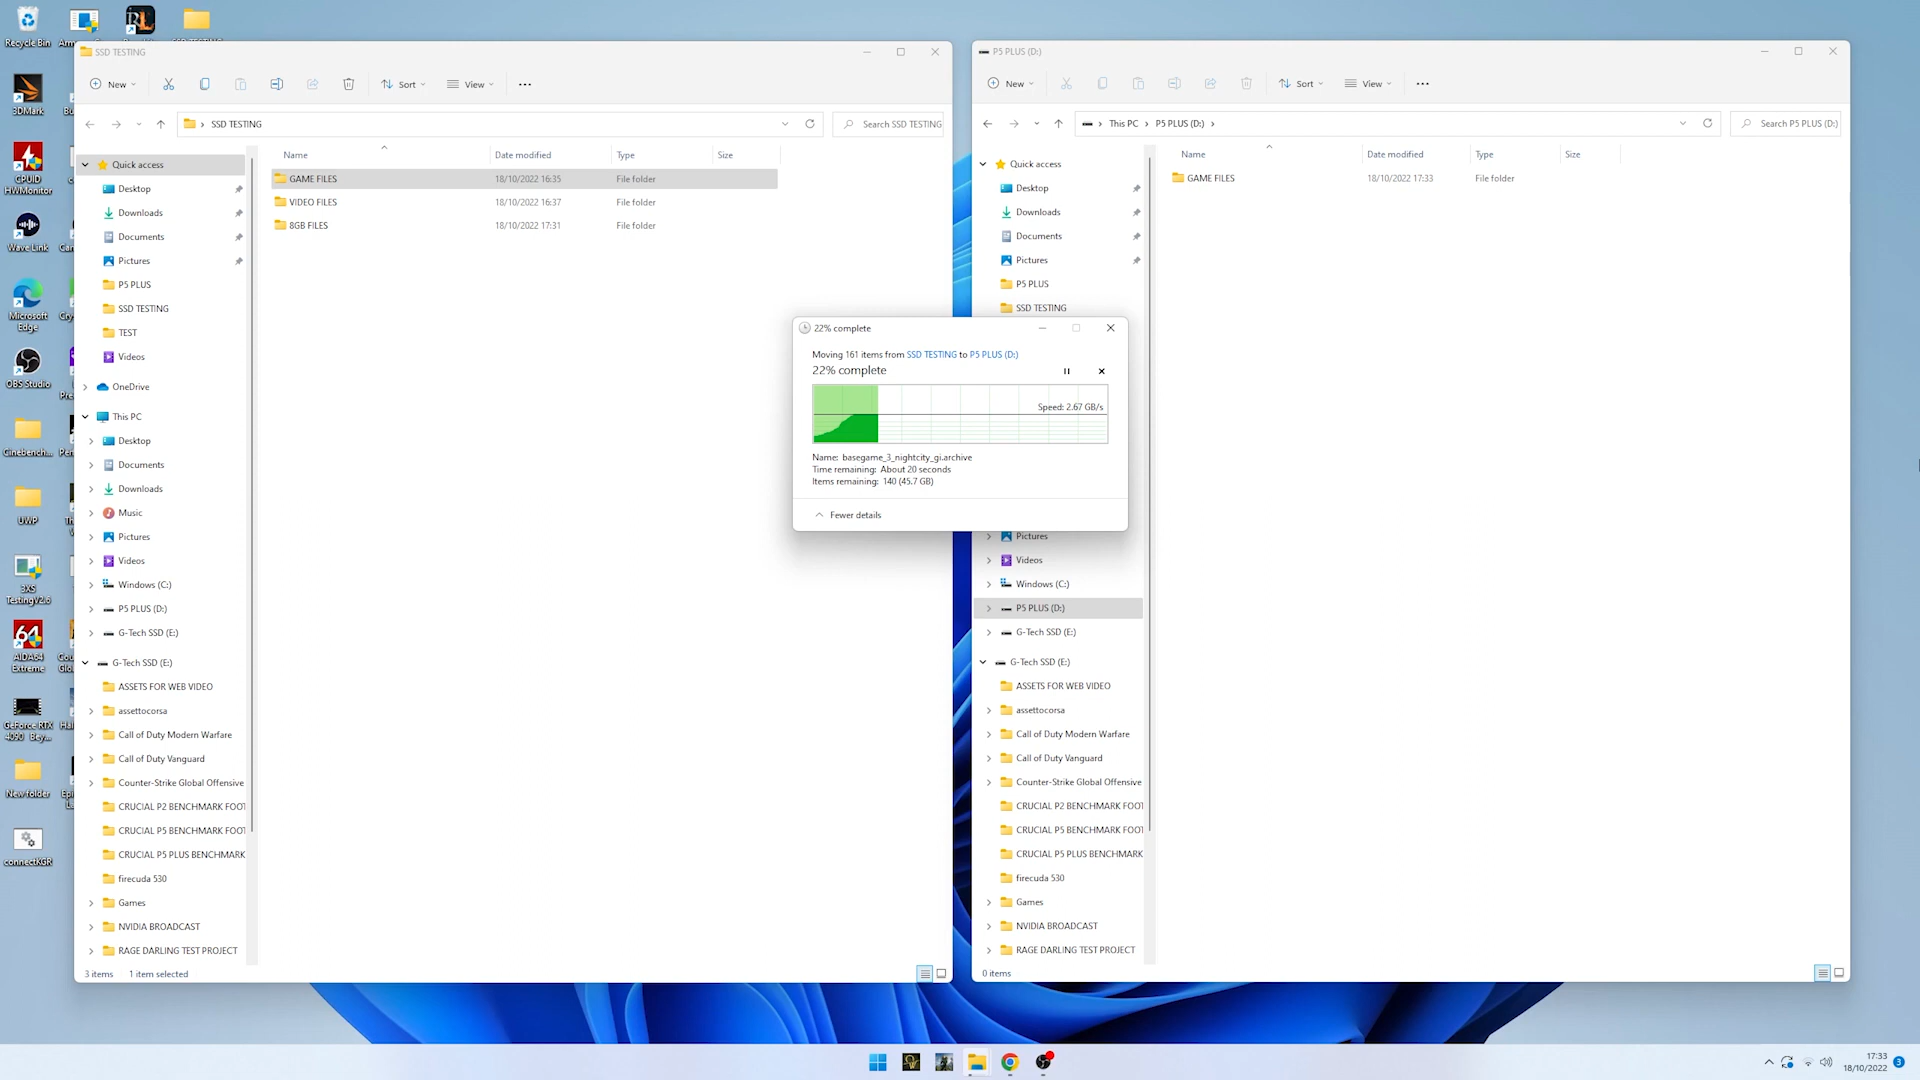 Recycle Bin
3DMark
CPUID
HWMonitor
Wave Link
Microsoft
Edge
OBS Studio
Cinebench...
UWP
3XS
TestingV2.6
AIDA64
Extreme
GeForce RTX
4090 Bey...
New folder
connectKGR
SSD TESTING
New
Sort
View
SSD TESTING
Search SSD TESTING
Name
Date modified
Type
Size
GAME FILES 18/10/2022 16:35 File folder
VIDEO FILES 18/10/2022 16:37 File folder
8GB FILES 18/10/2022 17:31 File folder
Quick access
Desktop
Downloads
Documents
Pictures
P5 PLUS
SSD TESTING
TEST
Videos
OneDrive
This PC
Desktop
Documents
Downloads
Music
Pictures
Videos
Windows (C:)
P5 PLUS (D:)
G-Tech SSD (E:)
G-Tech SSD (E:)
ASSETS FOR WEB VIDEO
assettocorsa
Call of Duty Modern Warfare
Call of Duty Vanguard
Counter-Strike Global Offensive
CRUCIAL P2 BENCHMARK FOOT
CRUCIAL P5 BENCHMARK FOOT
CRUCIAL P5 PLUS BENCHMARK
firecuda 530
Games
NVIDIA BROADCAST
RAGE DARLING TEST PROJECT
3 items 1 item selected
22% complete
Moving 161 items from SSD TESTING to P5 PLUS (D:)
22% complete
Speed: 2.67 GB/s
Name: basegame_3_nightcity_gi.archive
Time remaining: About 20 seconds
Items remaining: 140 (45.7 GB)
Fewer details
P5 PLUS (D:)
New
Sort
View
This PC > P5 PLUS (D:) >
Search P5 PLUS (D:)
Name
Date modified
Type
Size
GAME FILES 18/10/2022 17:33 File folder
Quick access
Desktop
Downloads
Documents
Pictures
P5 PLUS
SSD TESTING
Pictures
Videos
Windows (C:)
P5 PLUS (D:)
G-Tech SSD (E:)
G-Tech SSD (E:)
ASSETS FOR WEB VIDEO
assettocorsa
Call of Duty Modern Warfare
Call of Duty Vanguard
Counter-Strike Global Offensive
CRUCIAL P2 BENCHMARK FOOT
CRUCIAL P5 BENCHMARK FOOT
CRUCIAL P5 PLUS BENCHMARK
firecuda 530
Games
NVIDIA BROADCAST
RAGE DARLING TEST PROJECT
0 items
17:33
18/10/2022
3